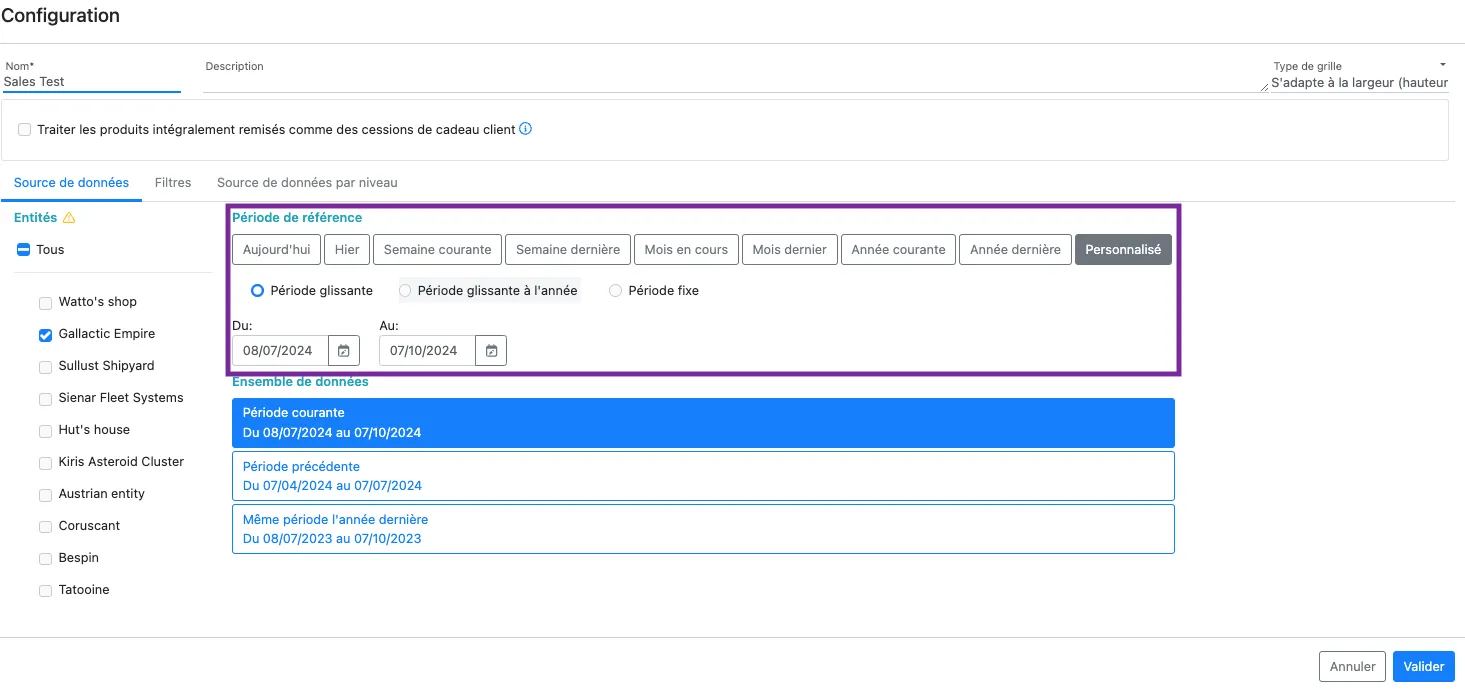 Configuration
Nom*
Sales Test
Description
Type de grille
S'adapte à la largeur (hauteur
Traiter les produits intégralement remisés comme des cessions de cadeau client
Source de données Filtres Source de données par niveau
Entités
Tous
Watto's shop
Gallactic Empire
Sullust Shipyard
Sienar Fleet Systems
Hut's house
Kiris Asteroid Cluster
Austrian entity
Coruscant
Bespin
Tatooine
Période de référence
Aujourd'hui Hier Semaine courante Semaine dernière Mois en cours Mois dernier Année courante Année dernière Personnalisé
Période glissante Période glissante à l'année Période fixe
Du: Au:
08/07/2024 07/10/2024
Ensemble de données
Période courante
Du 08/07/2024 au 07/10/2024
Période précédente
Du 07/04/2024 au 07/07/2024
Même période l'année dernière
Du 08/07/2023 au 07/10/2023
Annuler Valider